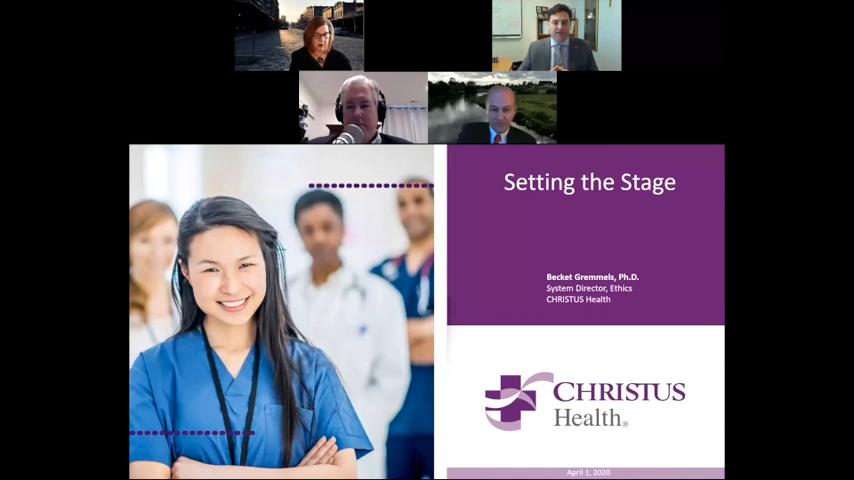 Setting the Stage
Becket Gremmels, Ph.D.
System Director, Ethics
CHRISTUS Health
CHRISTUS
Health®
April 1, 2020